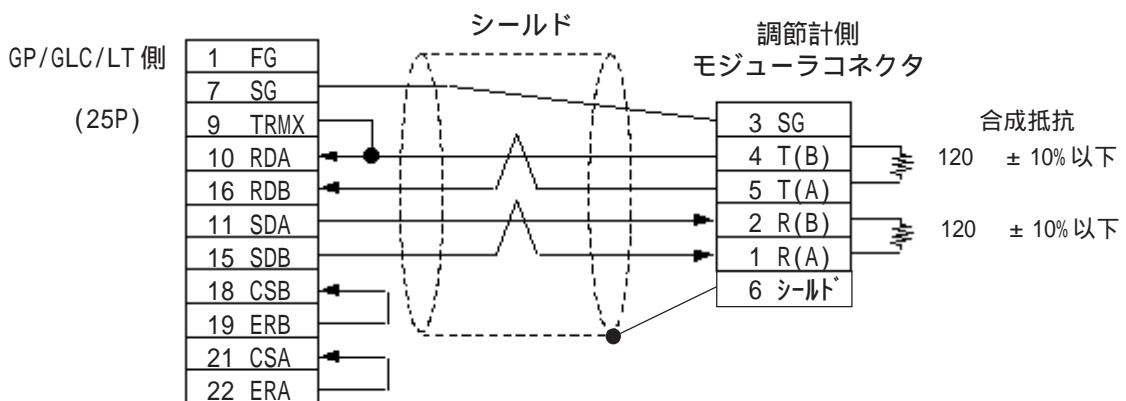 シールド
GP/GLC/LT側
(25P)
1 FG
7 SG
9 TRMX
10 RDA
16 RDB
11 SDA
15 SDB
18 CSB
19 ERB
21 CSA
22 ERA
調節計側
モジューラコネクタ
3 SG
4 T(B)
5 T(A)
2 R(B)
1 R(A)
6 シールド
合成抵抗
120 ±10%以下
120 ±10%以下